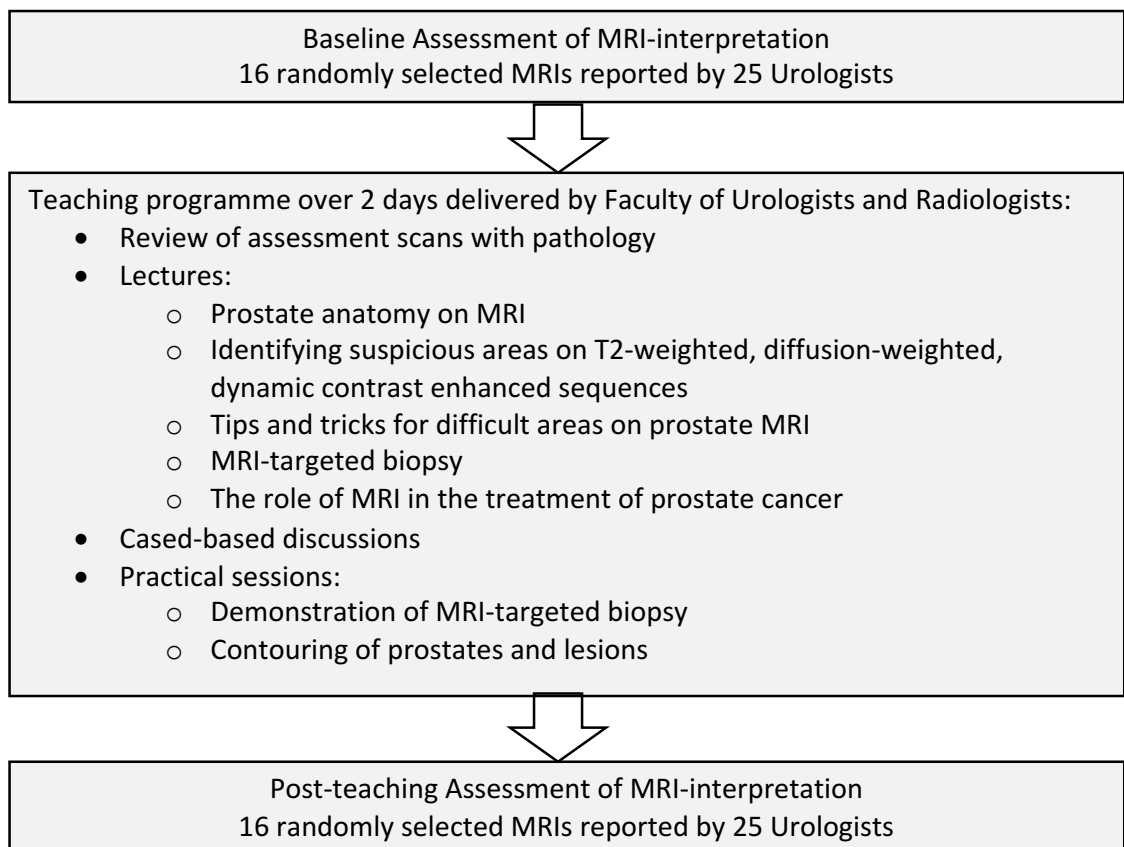 Baseline Assessment of MRI-interpretation
16 randomly selected MRIs reported by 25 Urologists
Teaching programme over 2 days delivered by Faculty of Urologists and Radiologists:
• Review of assessment scans with pathology
• Lectures:
o Prostate anatomy on MRI
o Identifying suspicious areas on T2-weighted, diffusion-weighted,
dynamic contrast enhanced sequences
o Tips and tricks for difficult areas on prostate MRI
o MRI-targeted biopsy
o The role of MRI in the treatment of prostate cancer
• Cased-based discussions
• Practical sessions:
o Demonstration of MRI-targeted biopsy
o Contouring of prostates and lesions
Post-teaching Assessment of MRI-interpretation
16 randomly selected MRIs reported by 25 Urologists